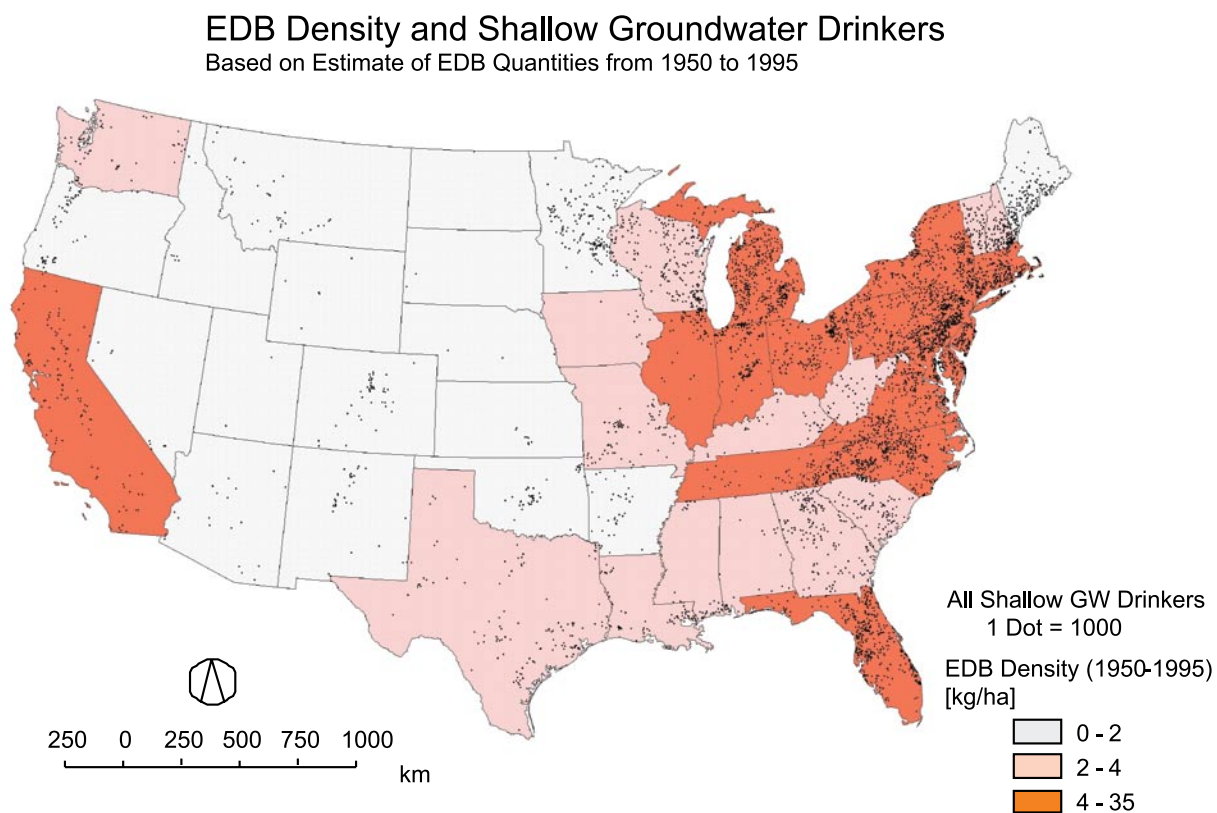 EDB Density and Shallow Groundwater Drinkers
Based on Estimate of EDB Quantities from 1950 to 1995
All Shallow GW Drinkers
1 Dot = 1000
EDB Density (1950-1995)
[kg/ha]
0 - 2
2 - 4
4 - 35
250 0 250 500 750 1000
km